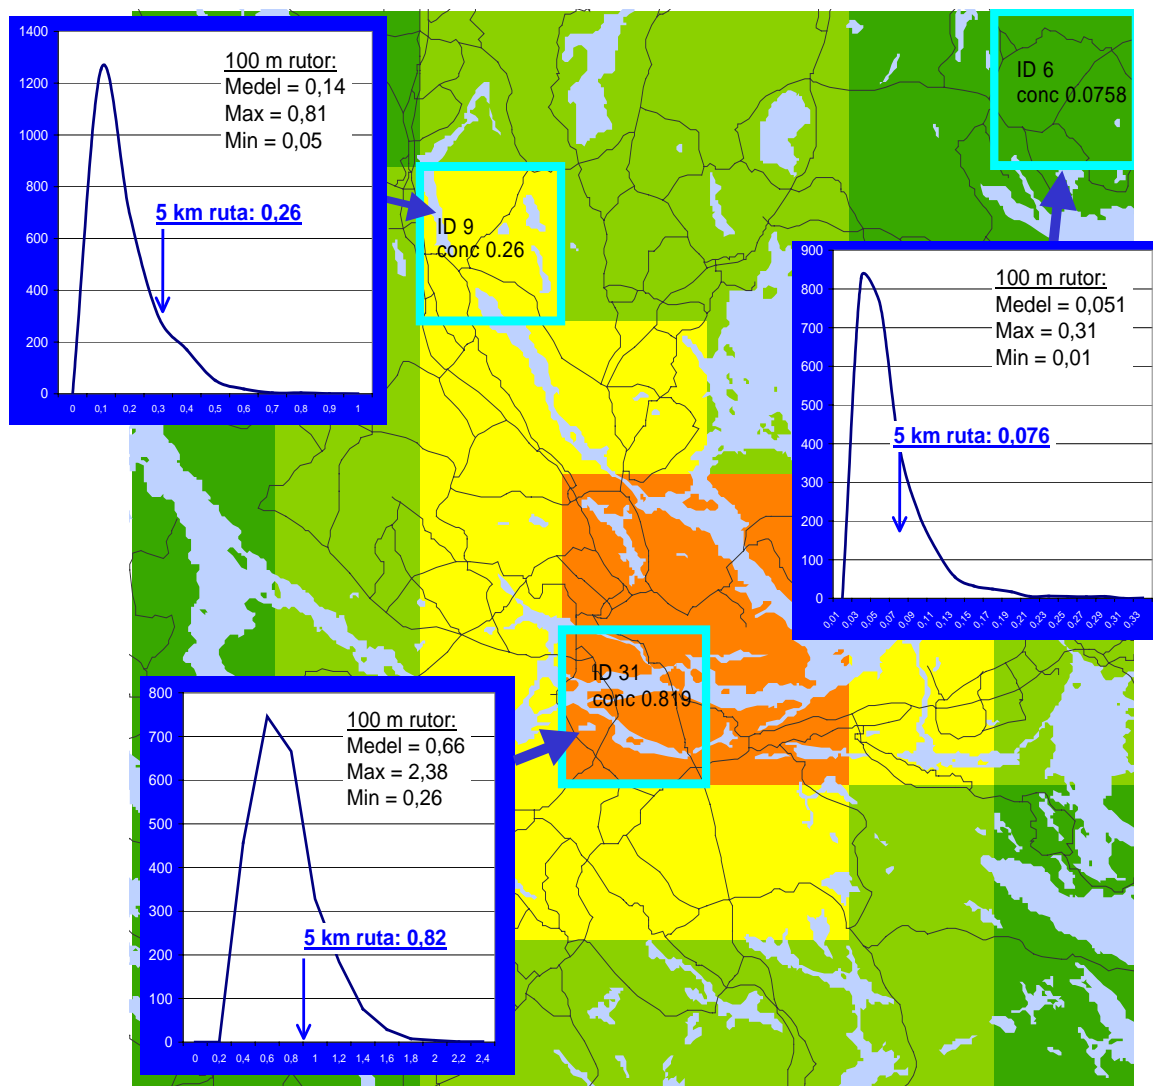 1400
1200
1000
800
600
400
200
0
0 0,1 0,2 0,3 0,4 0,5 0,6 0,7 0,8 0,9 1
100 m rutor:
Medel = 0,14
Max = 0,81
Min = 0,05
5 km ruta: 0,26
ID 9
conc 0.26
ID 6
conc 0.0758
900
800
700
600
500
400
300
200
100
0
0,01 0,03 0,05 0,07 0,09 0,11 0,13 0,15 0,17 0,19 0,21 0,23 0,25 0,27 0,29 0,31 0,33
100 m rutor:
Medel = 0,051
Max = 0,31
Min = 0,01
5 km ruta: 0,076
ID 31
conc 0.819
800
700
600
500
400
300
200
100
0
0 0,2 0,4 0,6 0,8 1 1,2 1,4 1,6 1,8 2 2,2 2,4
100 m rutor:
Medel = 0,66
Max = 2,38
Min = 0,26
5 km ruta: 0,82